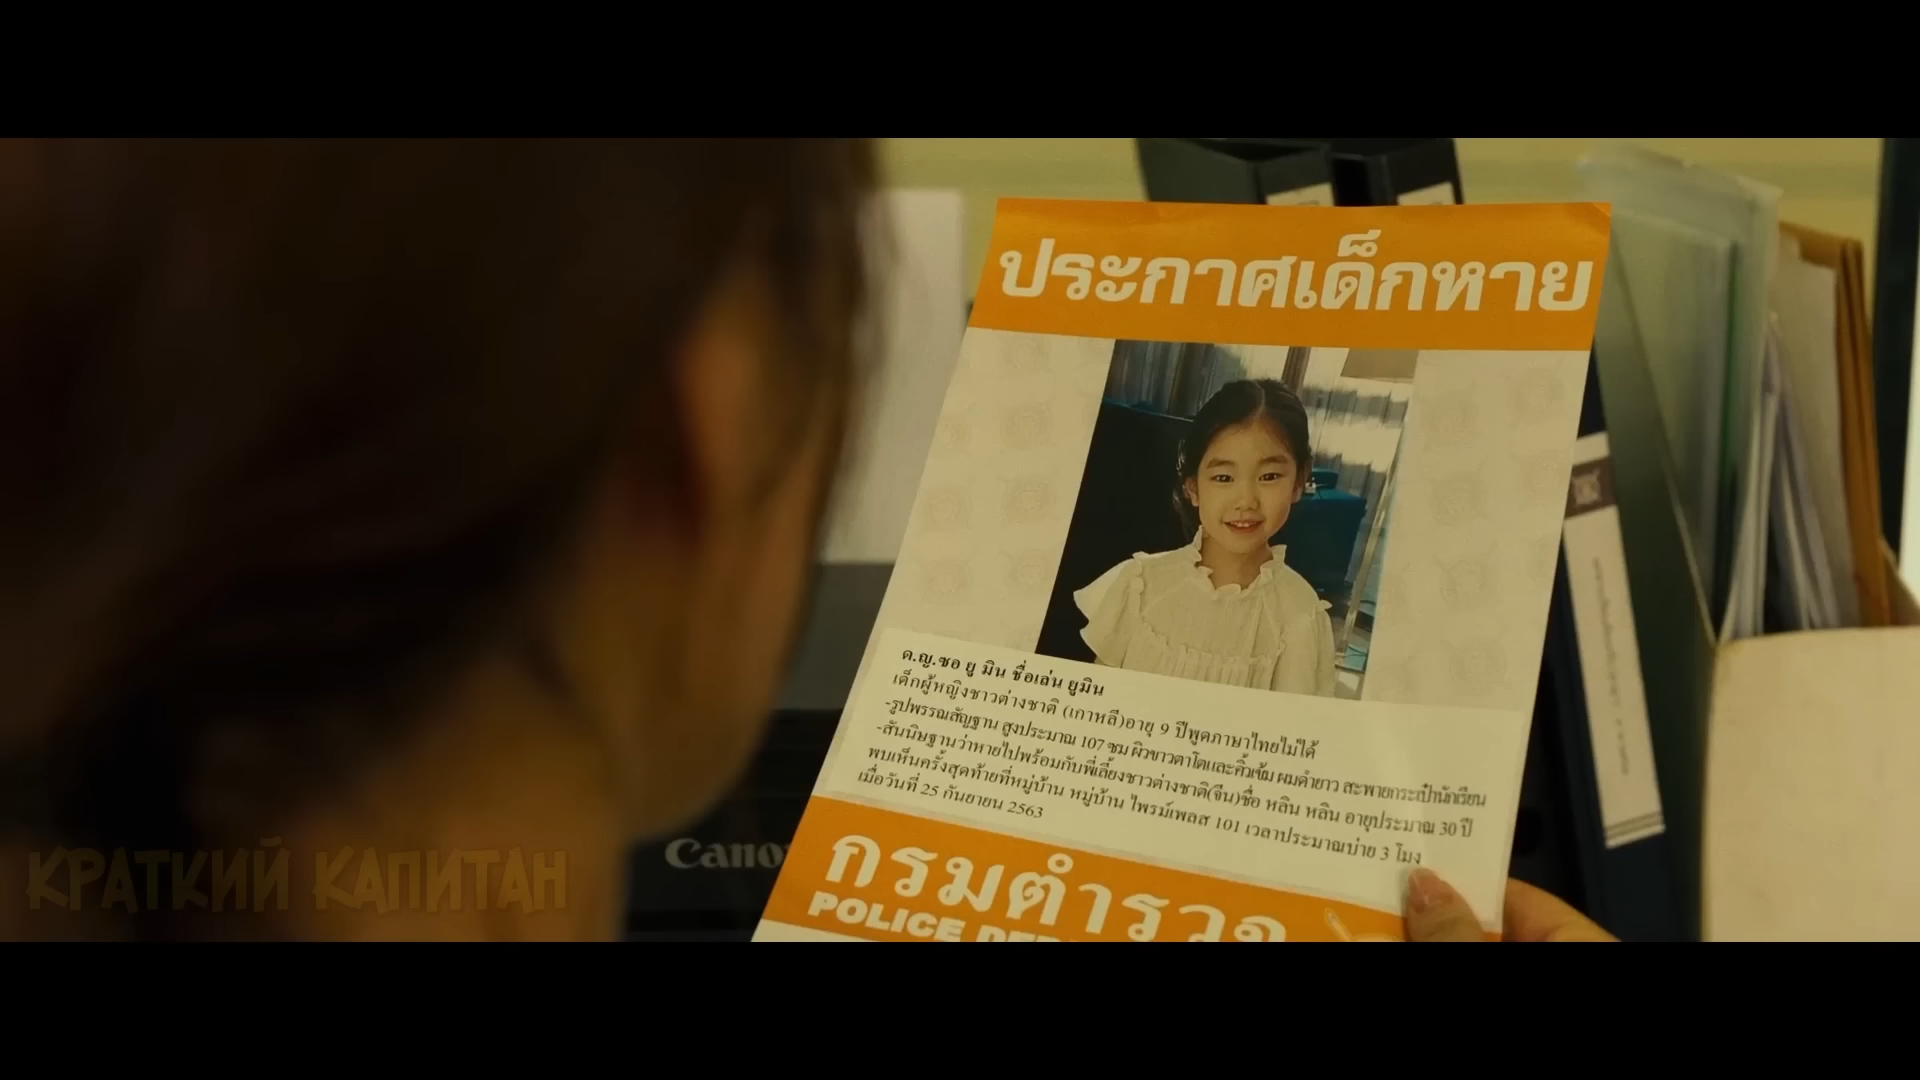 ประกาศเด็กหาย
ด.ญ.ซอ ยู มิน ชื่อเล่น ยูมิน
เด็กผู้หญิงชาวต่างชาติ (เกาหลี)อายุ 9 ปีพูดภาษาไทยไม่ได้
-รูปพรรณสัญฐาน สูงประมาณ 107 ซม ผิวขาวตาโตและคิ้วเข้ม ผมดำยาว สะพายกระเป๋านักเรียน
-สันนิษฐานว่าหายไปพร้อมกับพี่เลี้ยงชาวต่างชาติ(จีน)ชื่อ หลิน หลิน อายุประมาณ 30 ปี
พบเห็นครั้งสุดท้ายที่หมู่บ้าน หมู่บ้าน ไพรม์เพลส 101 เวลาประมาณบ่าย 3 โมง
เมื่อวันที่ 25 กันยายน 2563
กรมตำรวจ
POLICE
Cano
КРАТКИЙ КАПИТАН